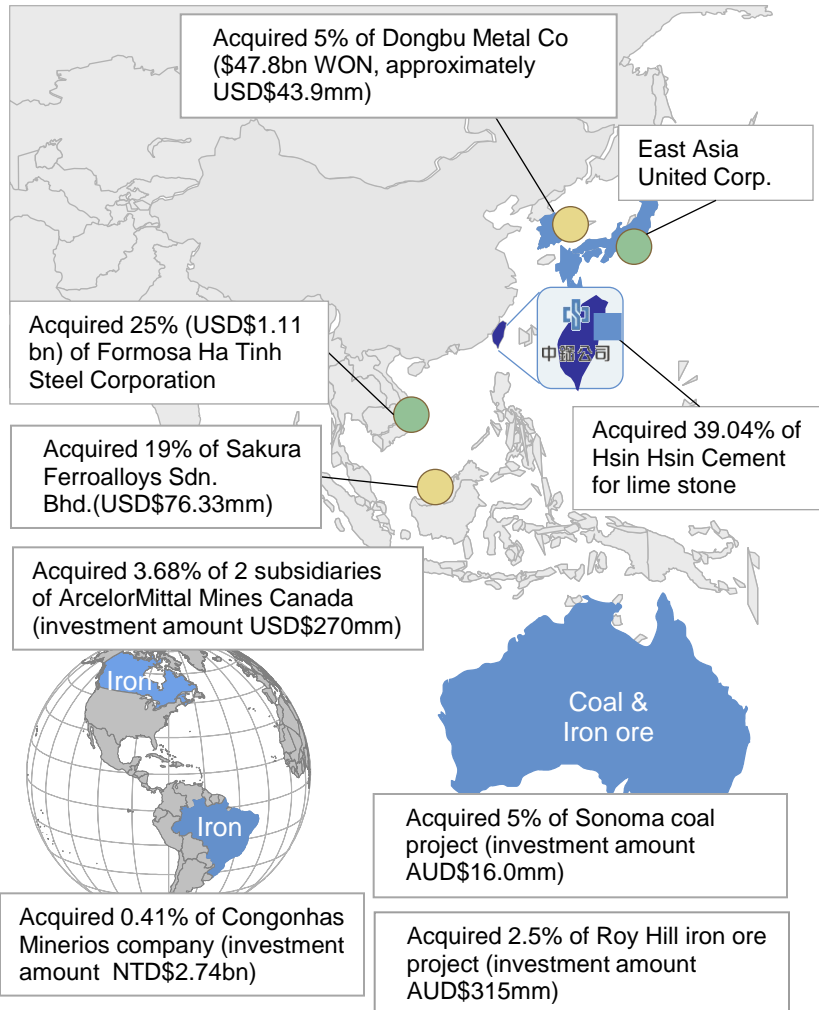 Acquired 5% of Dongbu Metal Co
($47.8bn WON, approximately
USD$43.9mm)
East Asia
United Corp.
Acquired 25% (USD$1.11
bn) of Formosa Ha Tinh
Steel Corporation
中鋼公司
Acquired 39.04% of
Hsin Hsin Cement
for lime stone
Acquired 19% of Sakura
Ferroalloys Sdn.
Bhd.(USD$76.33mm)
Acquired 3.68% of 2 subsidiaries
of ArcelorMittal Mines Canada
(investment amount USD$270mm)
Iron
Coal &
Iron ore
Iron
Acquired 5% of Sonoma coal
project (investment amount
AUD$16.0mm)
Acquired 0.41% of Congonhas
Minerios company (investment
amount  NTD$2.74bn)
Acquired 2.5% of Roy Hill iron ore
project (investment amount
AUD$315mm)